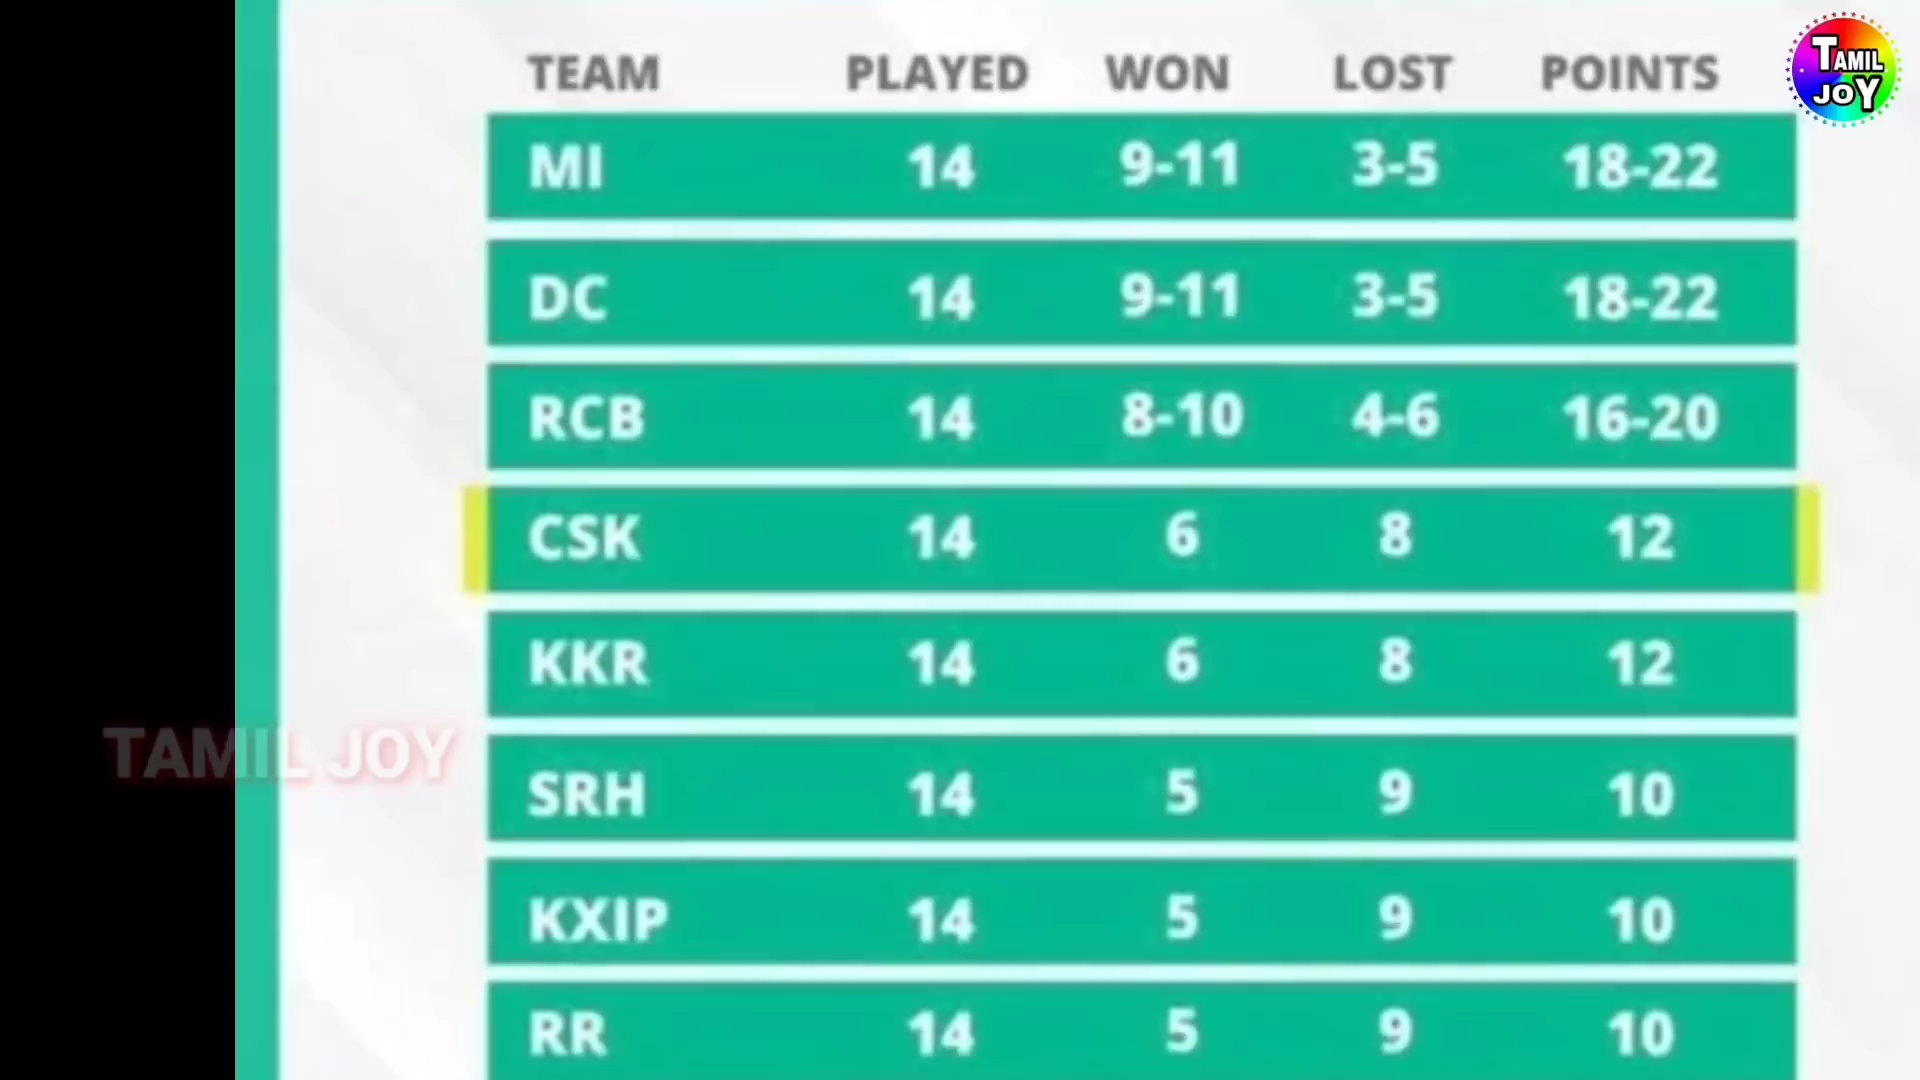 TEAM PLAYED WON LOST POINTS
MI 14 9-11 3-5 18-22
DC 14 9-11 3-5 18-22
RCB 14 8-10 4-6 16-20
CSK 14 6 8 12
KKR 14 6 8 12
SRH 14 5 9 10
KXIP 14 5 9 10
RR 14 5 9 10
TAMIL JOY
TAMIL
JOY